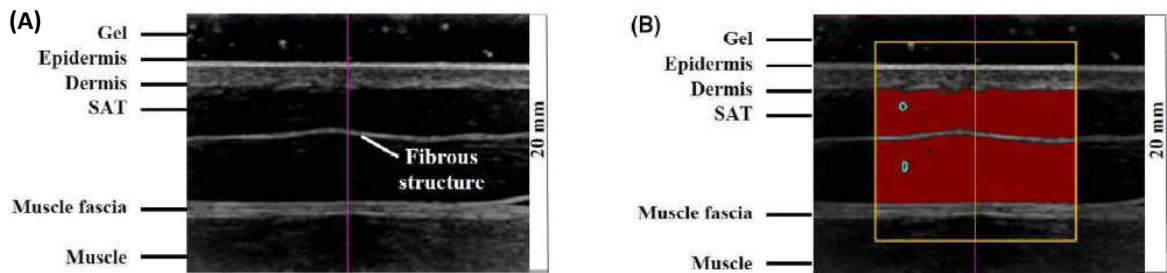 (A)
Gel
Epidermis
Dermis
SAT
Fibrous
structure
Muscle fascia
Muscle
20 mm
(B)
Gel
Epidermis
Dermis
SAT
Muscle fascia
Muscle
20 mm